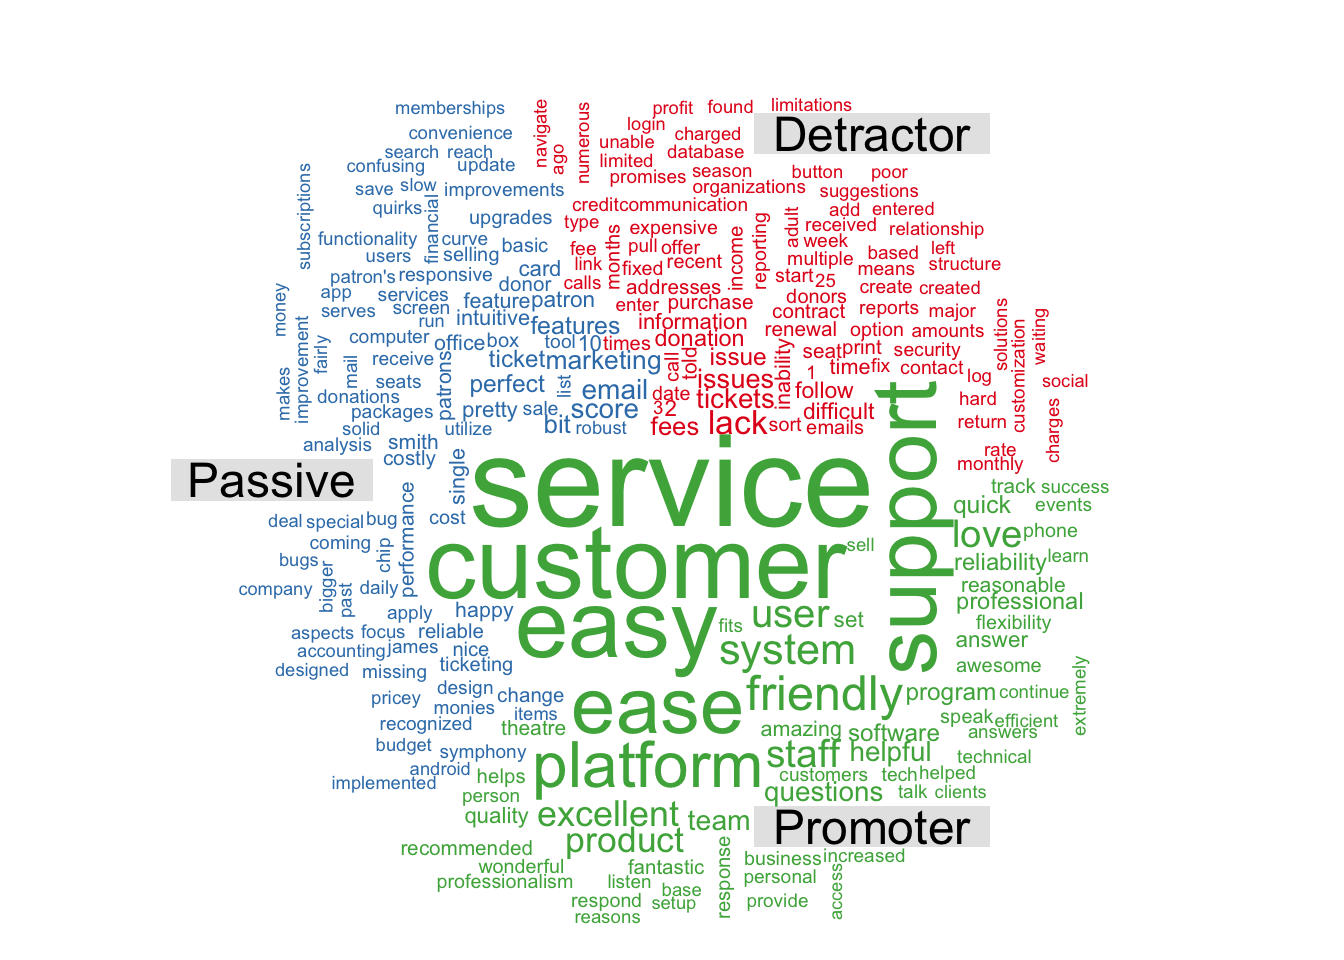 memberships
navigate
numerous
profit found limitations
convenience
login
charged
Detractor
search reach
ago
unable
database
confusing
update
limited
subscriptions
save slow improvements
promises season
button poor
quirks
financial
organizations
suggestions
upgrades
creditcommunication
add entered
type
expensive
adult
received
relationship
functionality
curve
basic
fee
months
pull offer
income
reporting
week
left
users
selling
link
fixed recent
multiple
based
structure
patron's responsive
card
donor
calls
addresses
start 25
means
money
app
services
feature patron
enter purchase
donors
create created
serves
screen
contract
reports major
run
intuitive
features
information
renewal
option amounts
solutions
customization
waiting
improvement
fairly
computer
office box
tool 10 times donation
inability
seat print security
mail
receive
patrons
ticket marketing
call
told
issue
time fix contact
makes
seats
perfect
list
email
issues
1
log
social
donations
date
tickets
follow
hard
packages
pretty sale
score
32
difficult
support
return
charges
solid
utilize
bit robust
fees lack sort emails
analysis
smith
costly
rate
monthly
Passive
single
service
track success
performance
quick events
deal special bug
cost
coming
chip
customer
sell
love phone
bugs
reliability learn
company
bigger
past
daily
reasonable
apply
happy
easy
fits
user set
professional
flexibility
aspects focus reliable
answer
accounting james nice
system
designed missing
ticketing
awesome
extremely
pricey
design change
ease
friendly program continue
monies
items
recognized
theatre
amazing software
speak efficient
answers
budget symphony
platform
staff helpful
technical
android
helps
customers tech helped
implemented
person
questions talk clients
quality excellent team
Promoter
product
recommended
response
business increased
wonderful
fantastic
personal
access
professionalism
listen
base
respond setup
provide
reasons